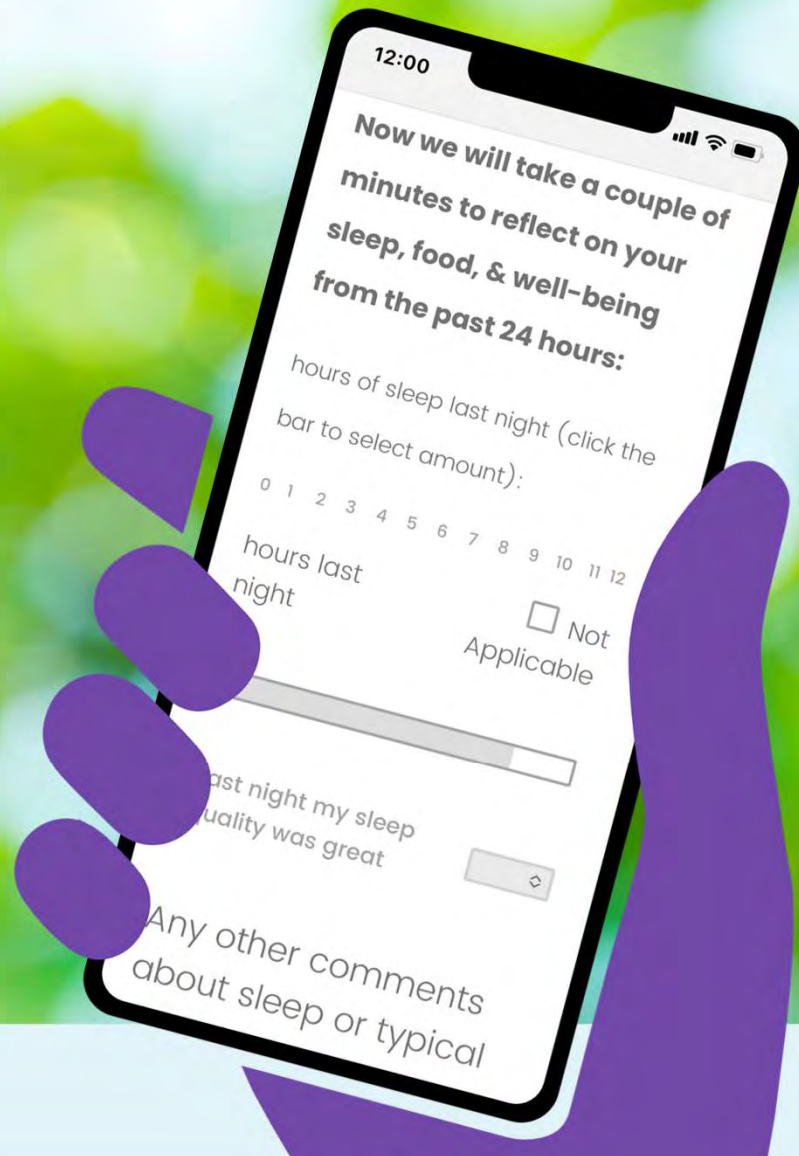 12:00
Now we will take a couple of
minutes to reflect on your
sleep, food, & well-being
from the past 24 hours:
hours of sleep last night (click the
bar to select amount):
0 1 2 3 4 5 6 7 8 9 10 11 12
hours last
night
Not
Applicable
night my sleep
was great
Any other comments
about sleep or typical